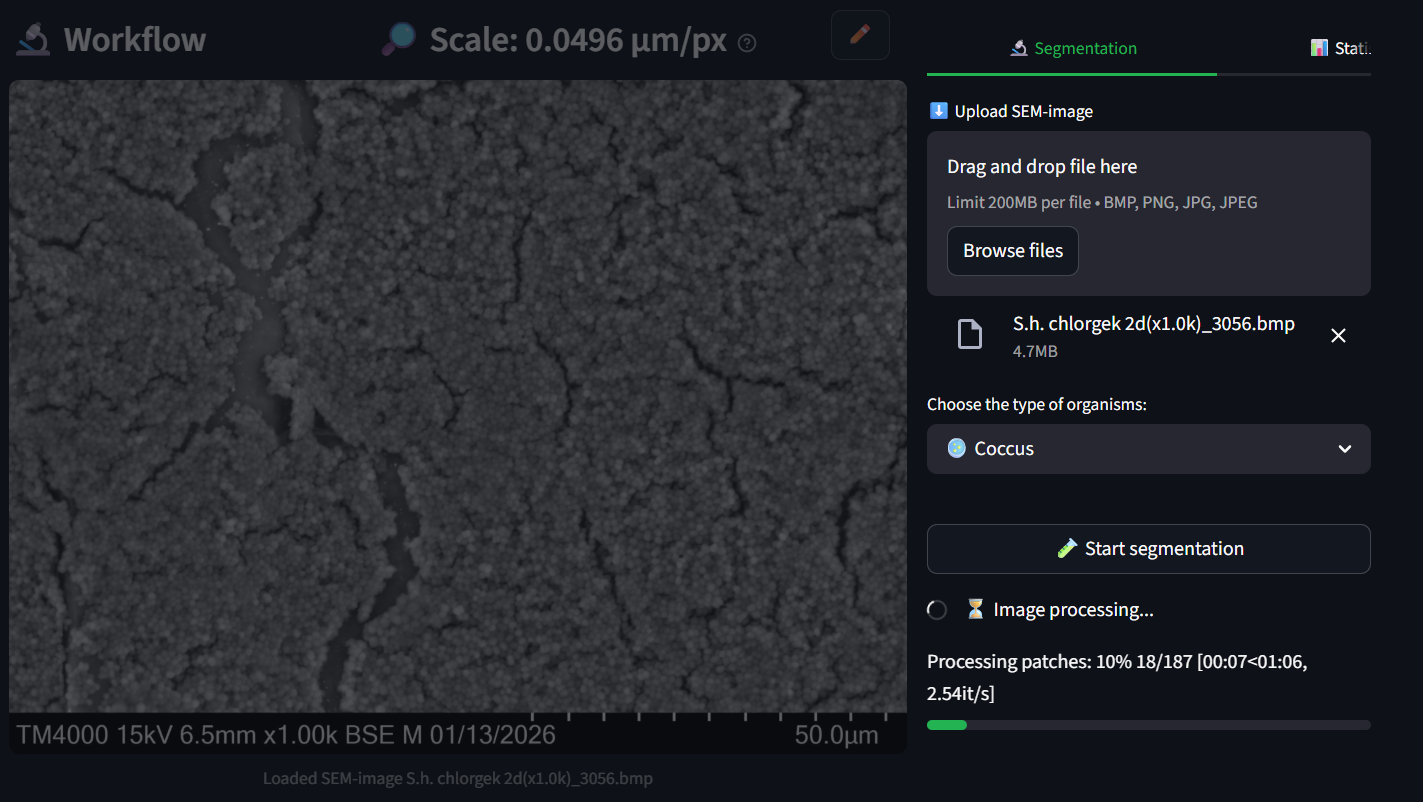 Workflow
Scale: 0.0496 µm/px
Segmentation
Stati.
Upload SEM-image
Drag and drop file here
Limit 200MB per file • BMP, PNG, JPG, JPEG
Browse files
S.h. chlorgek 2d(x1.0k)_3056.bmp
4.7MB
Choose the type of organisms:
Coccus
Start segmentation
Image processing...
Processing patches: 10% 18/187 [00:07<01:06,
2.54it/s]
TM4000 15kV 6.5mm x1.00k BSE M 01/13/2026
50.0µm
Loaded SEM-image S.h. chlorgek 2d(x1.0k)_3056.bmp